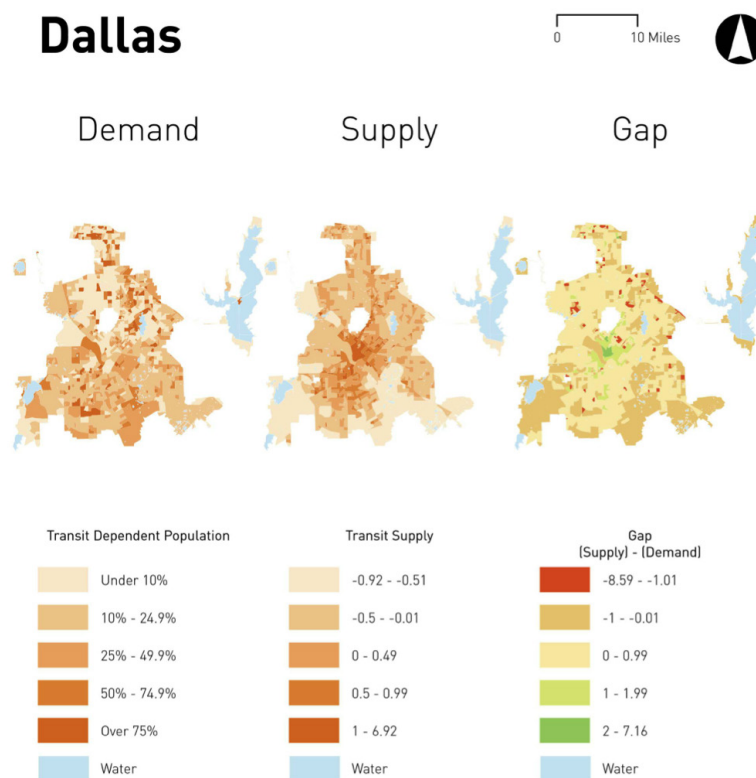 Dallas
0 10 Miles
Demand
Supply
Gap
Transit Dependent Population
Under 10%
10% - 24.9%
25% - 49.9%
50% - 74.9%
Over 75%
Water
Transit Supply
-0.92 - -0.51
-0.5 - -0.01
0 - 0.49
0.5 - 0.99
1 - 6.92
Water
Gap
(Supply) - (Demand)
-8.59 - -1.01
-1 - -0.01
0 - 0.99
1 - 1.99
2 - 7.16
Water